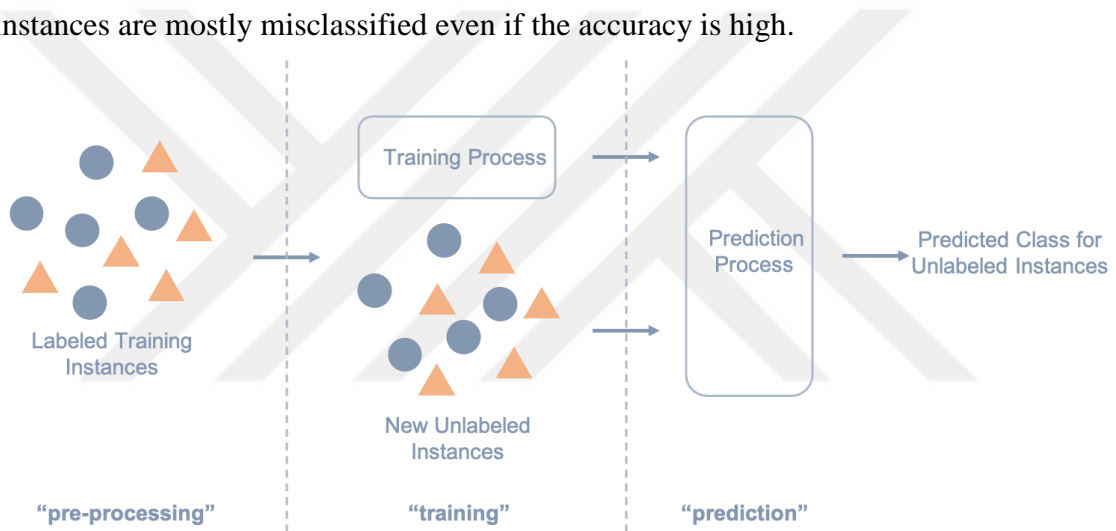 instances are mostly misclassified even if the accuracy is high.
Training Process
Labeled Training
Instances
New Unlabeled
Instances
Prediction
Process
Predicted Class for
Unlabeled Instances
“pre-processing”
“training”
“prediction”